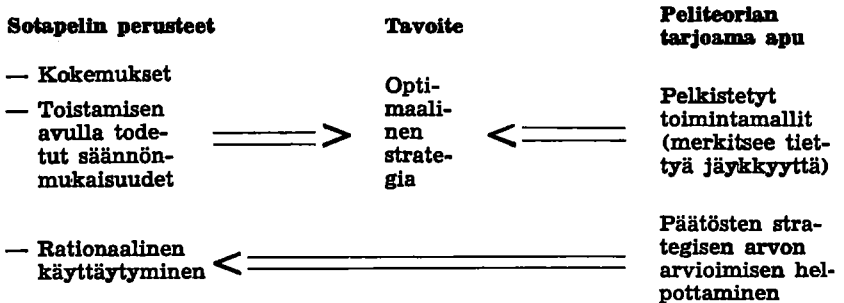 Sotapelin perusteet
— Kokemukset
— Toistamisen
avulla tode-
tut säännön-
mukaisuudet
— Rationaalinen
käyttäytyminen
Tavoite
Opti-
maali-
nen
strate-
gia
Peliteorian
tarjoama apu
Pelkistetyt
toimintamallit
(merkitsee tiet-
tyä jäykkyyttä)
Päätösten stra-
tegisen arvon
arvioimisen hel-
pottaminen